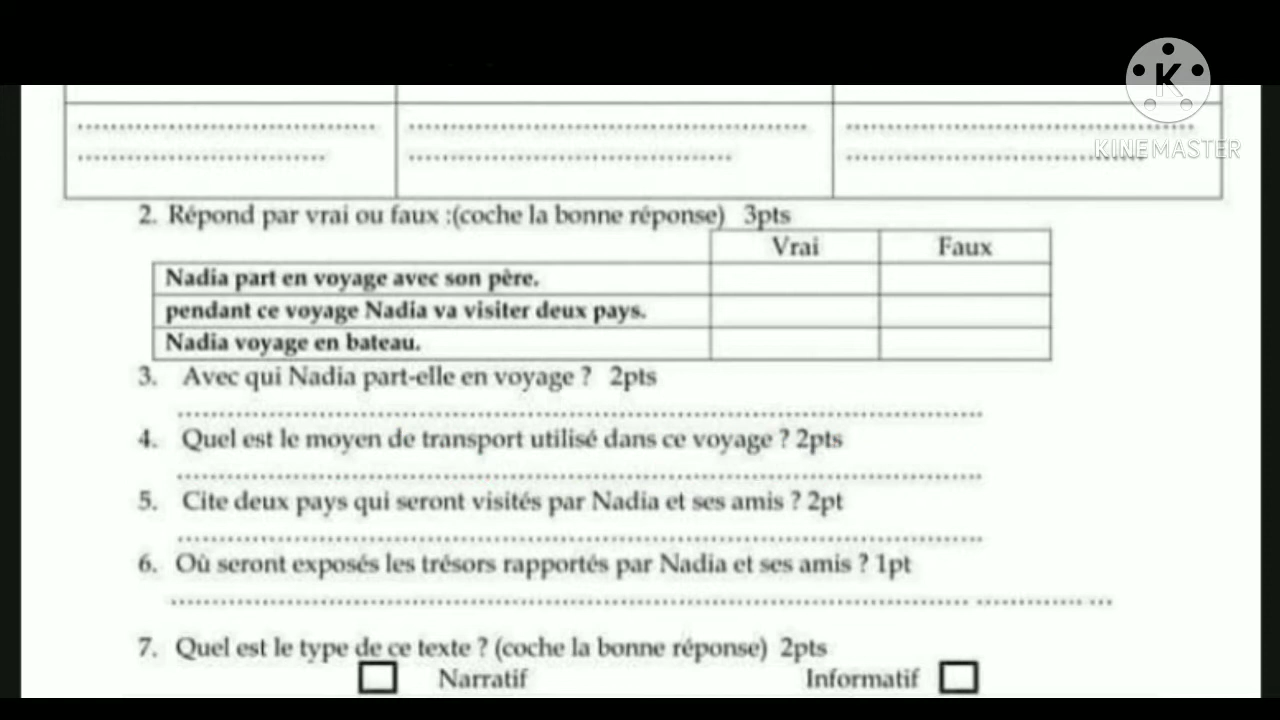 K
KINEMASTER
2. Répond par vrai ou faux :(coche la bonne réponse) 3pts
Vrai Faux
Nadia part en voyage avec son père.
pendant ce voyage Nadia va visiter deux pays.
Nadia voyage en bateau.
3. Avec qui Nadia part-elle en voyage ? 2pts
4. Quel est le moyen de transport utilisé dans ce voyage ? 2pts
5. Cite deux pays qui seront visités par Nadia et ses amis ? 2pt
6. Où seront exposés les trésors rapportés par Nadia et ses amis ? 1pt
7. Quel est le type de ce texte ? (coche la bonne réponse) 2pts
Narratif Informatif